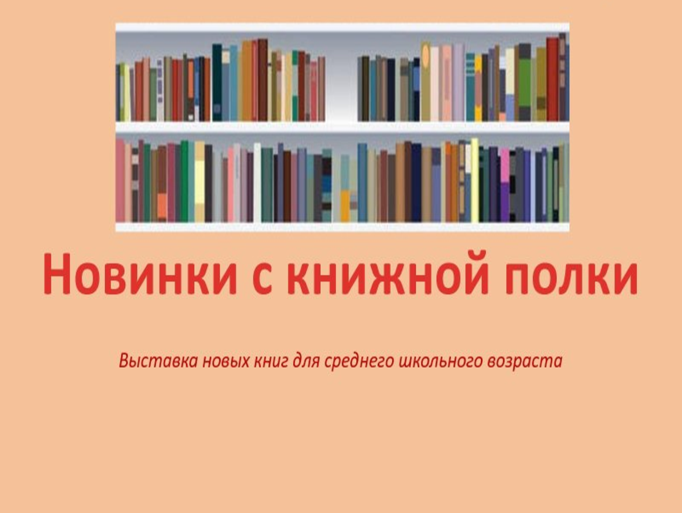 Новинки с книжной полки
Выставка новых книг для среднего школьного возраста